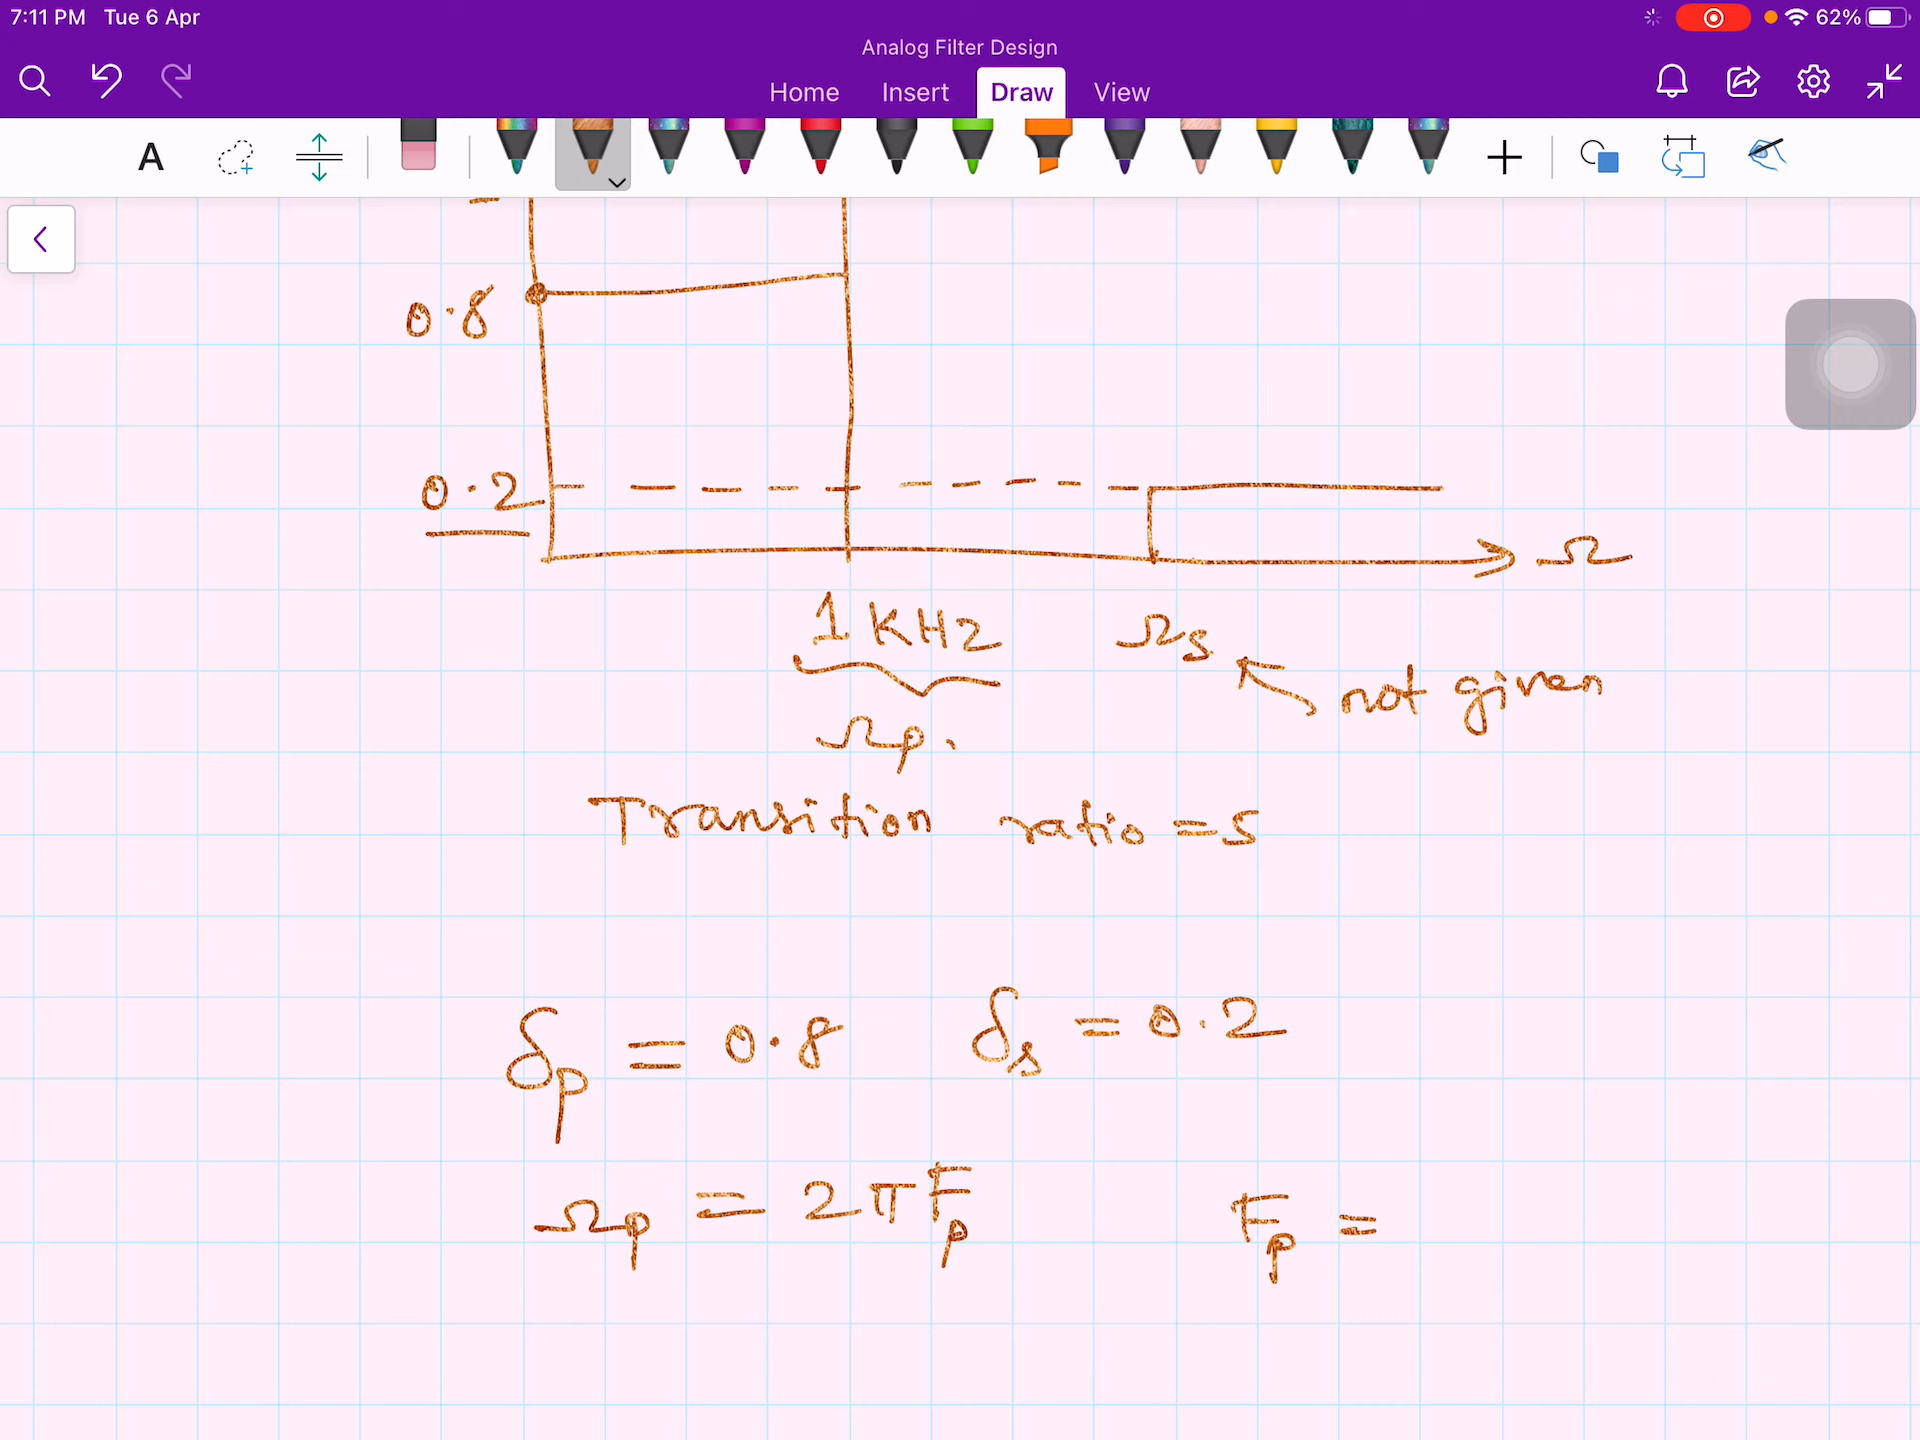 7:11 PM Tue 6 Apr
62%
Analog Filter Design
Home Insert Draw View
A
0.8
0.2
Ω
1 KHz
Ωs
not given
Ωp.
Transition ratio = 5
δp = 0.8 δs = 0.2
Ωp = 2πFp Fp =